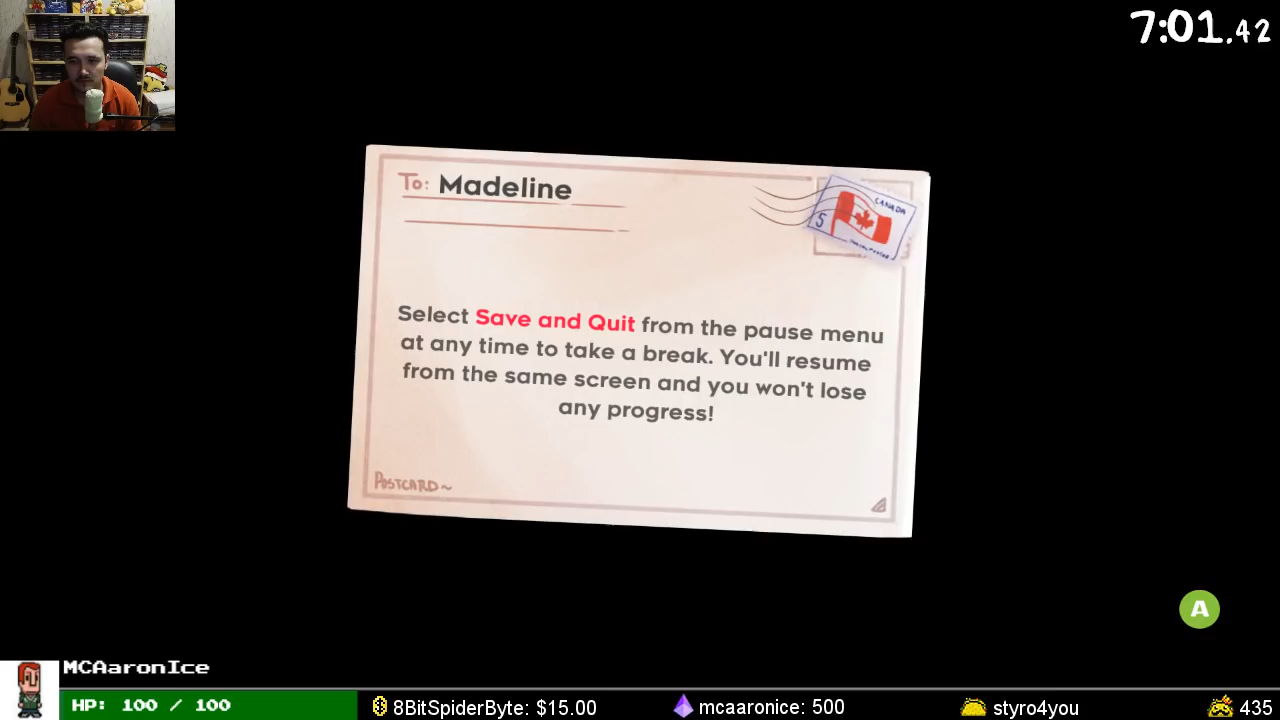 7:01.42
To: Madeline
CANADA
5
Select Save and Quit from the pause menu
at any time to take a break. You'll resume
from the same screen and you won't lose
any progress!
POSTCARD~
A
MCAaronIce
HP: 100 / 100
8BitSpiderByte: $15.00
mcaaronice: 500
styro4you
435